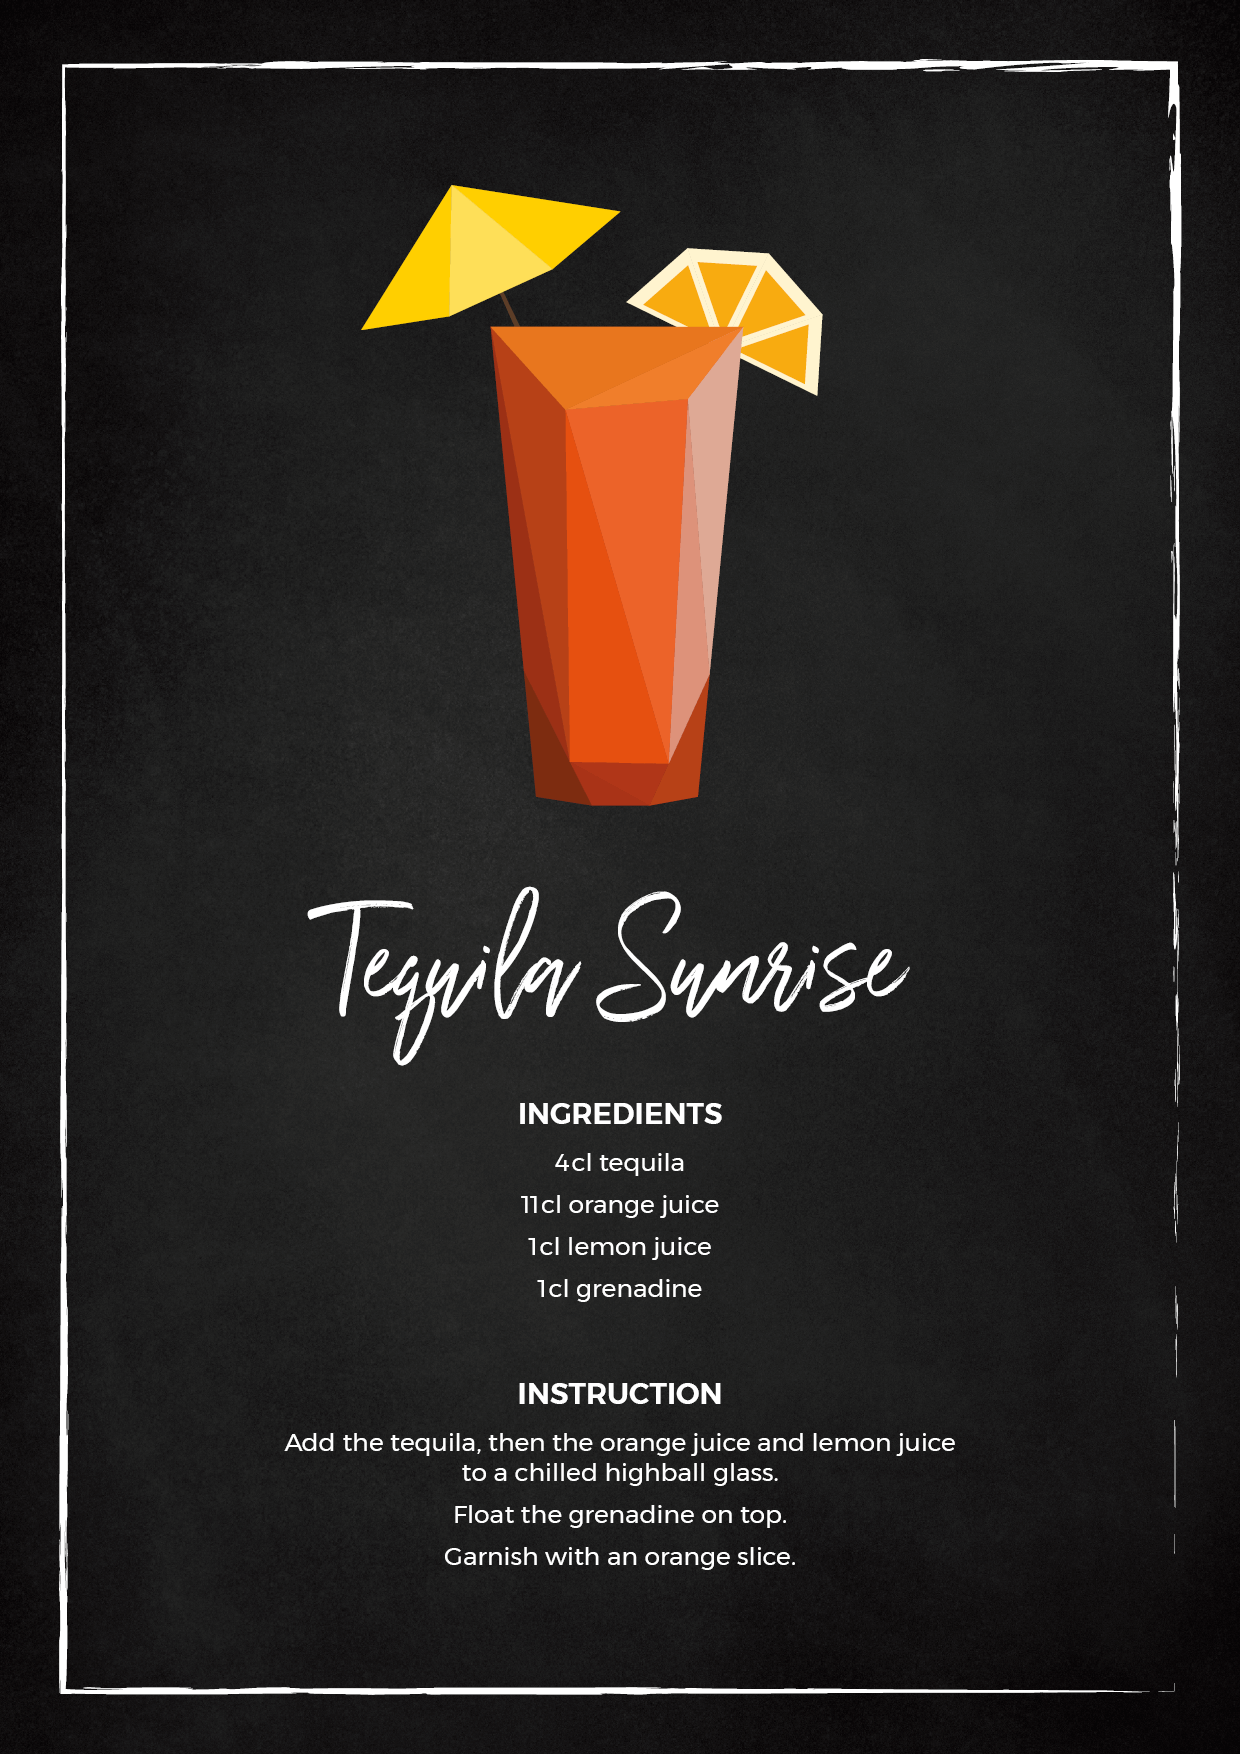 Tequila Sunrise
INGREDIENTS
4cl tequila
11cl orange juice
1cl lemon juice
1cl grenadine
INSTRUCTION
Add the tequila, then the orange juice and lemon juice
to a chilled highball glass.
Float the grenadine on top.
Garnish with an orange slice.